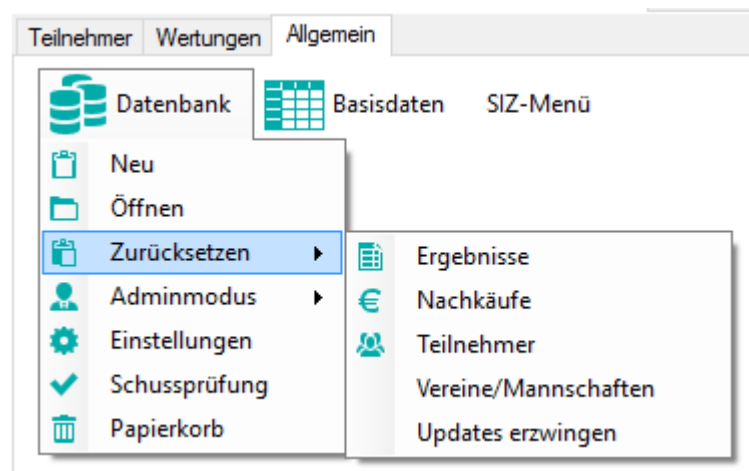 Teilnehmer Wertungen Allgemein
Datenbank Basisdaten SIZ-Menü
Neu
Öffnen
Zurücksetzen
Adminmodus
Einstellungen
Schussprüfung
Papierkorb
Ergebnisse
Nachkäufe
Teilnehmer
Vereine/Mannschaften
Updates erzwingen